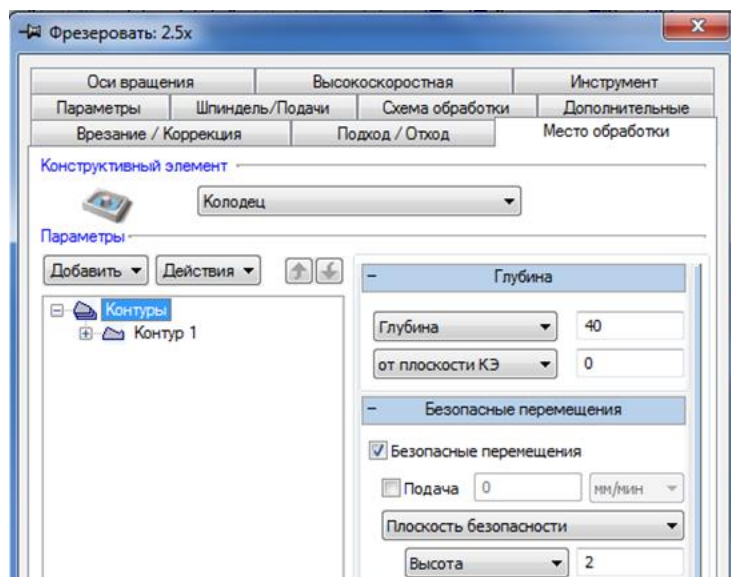 Фрезеровать: 2.5x
Оси вращения Высокоскоростная Инструмент
Параметры Шпиндель/Подачи Схема обработки Дополнительные
Врезание / Коррекция Подход / Отход Место обработки
Конструктивный элемент
Колодец
Параметры
Добавить Действия
– Глубина
Контуры
Глубина 40
Контур 1
от плоскости КЭ 0
– Безопасные перемещения
Безопасные перемещения
Подача 0 мм/мин
Плоскость безопасности
Высота 2